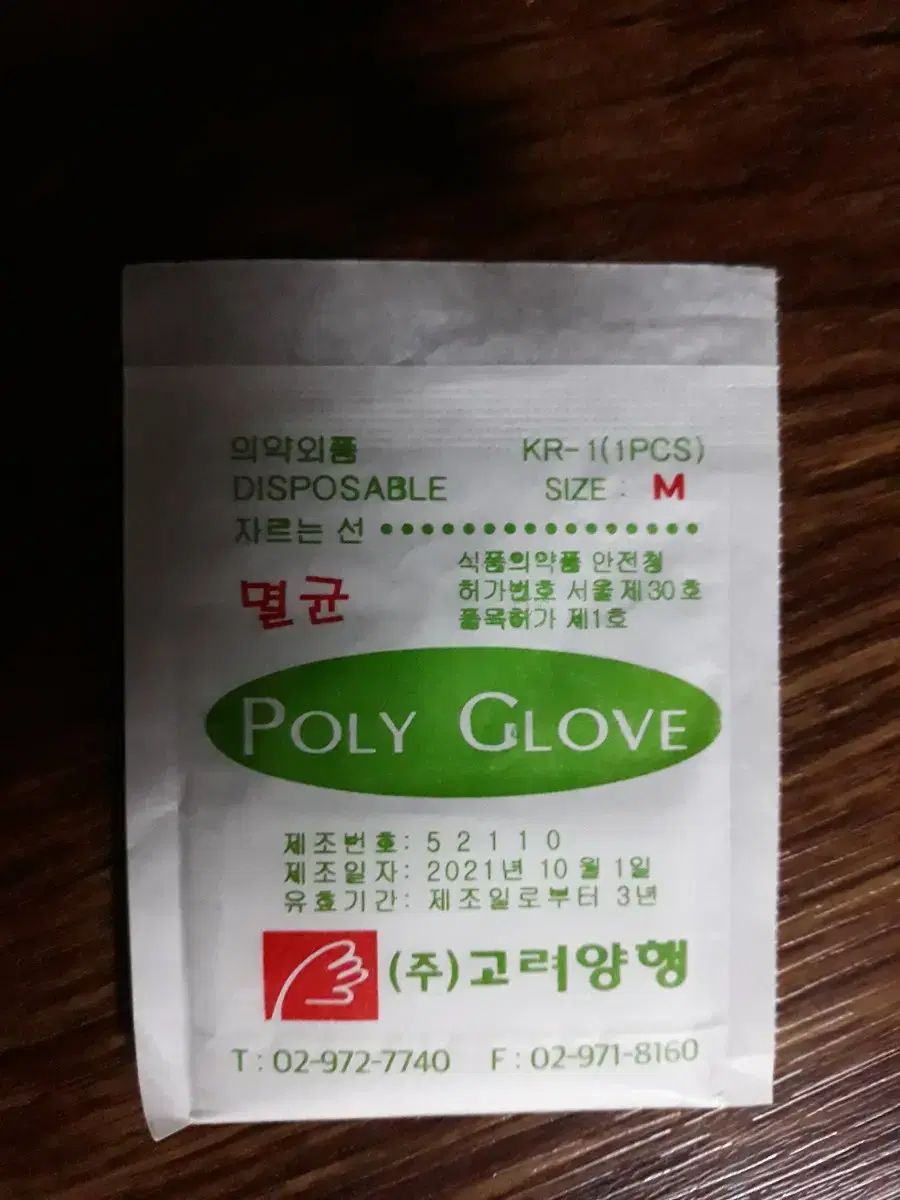 의약외품 KR-1(1PCS)
DISPOSABLE SIZE : M
자르는 선 •••••••••••••••••
식품의약품 안전청
멸균 허가번호 서울 제30호
품목허가 제1호
POLY GLOVE
제조번호: 5 2 1 1 0
제조일자: 2021년 10 월 1일
유효기간: 제조일로부터 3년
(주)고려양행
T : 02-972-7740 F : 02-971-8160